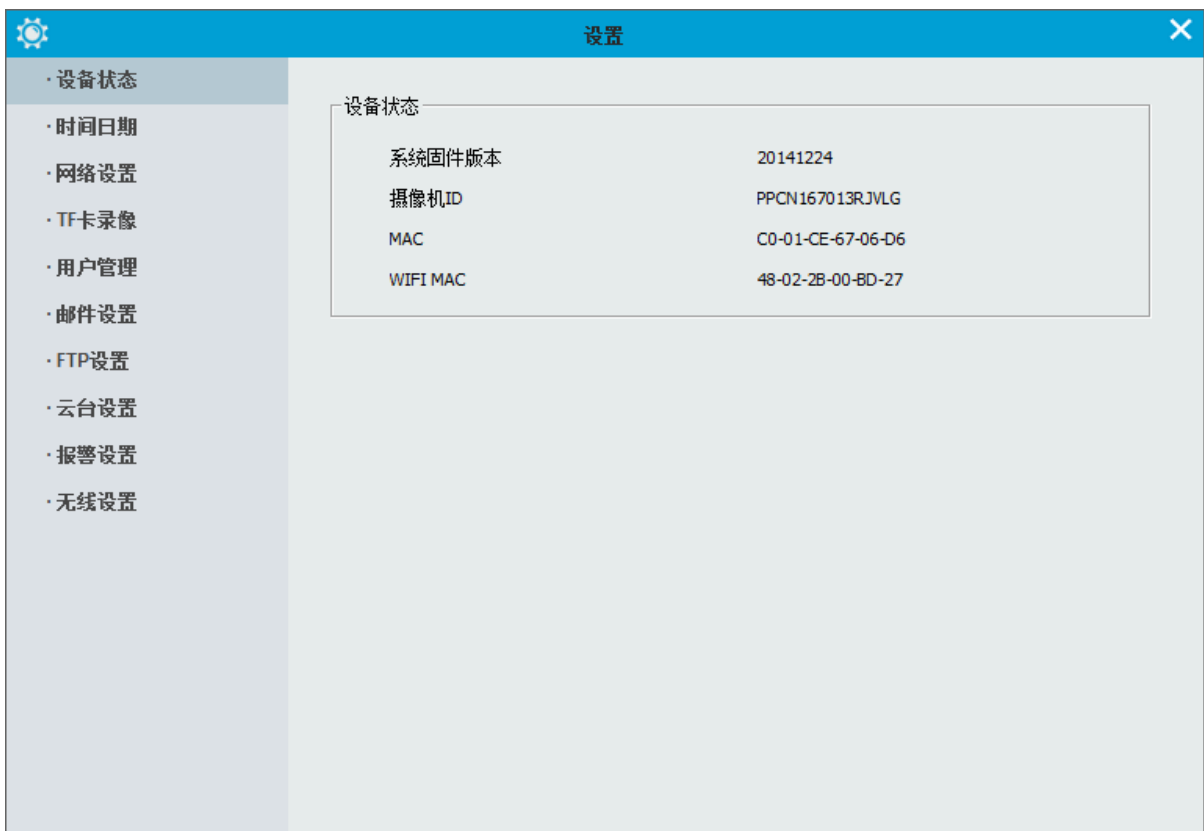 设置
·设备状态
·时间日期
·网络设置
·TF卡录像
·用户管理
·邮件设置
·FTP设置
·云台设置
·报警设置
·无线设置
设备状态
系统固件版本 20141224
摄像机ID PPCN167013RJVLG
MAC C0-01-CE-67-06-D6
WIFI MAC 48-02-2B-00-BD-27